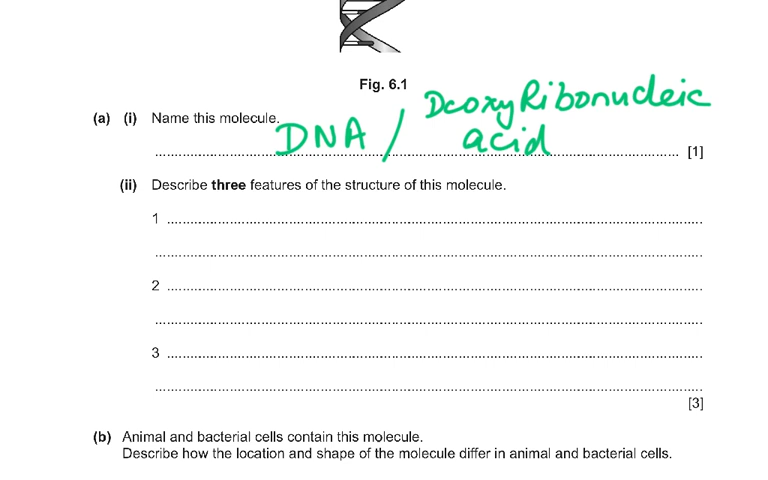 Fig. 6.1
(a) (i) Name this molecule.
DNA / DeoxyRibonucleic
acid
[1]
(ii) Describe three features of the structure of this molecule.
1
2
3
[3]
(b) Animal and bacterial cells contain this molecule.
Describe how the location and shape of the molecule differ in animal and bacterial cells.